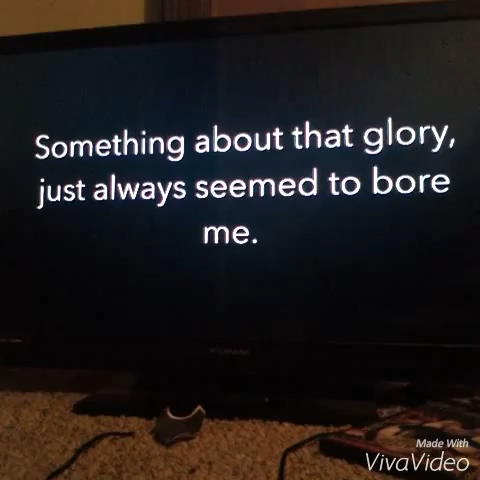 Something about that glory,
just always seemed to bore
me.
Made With
VivaVideo